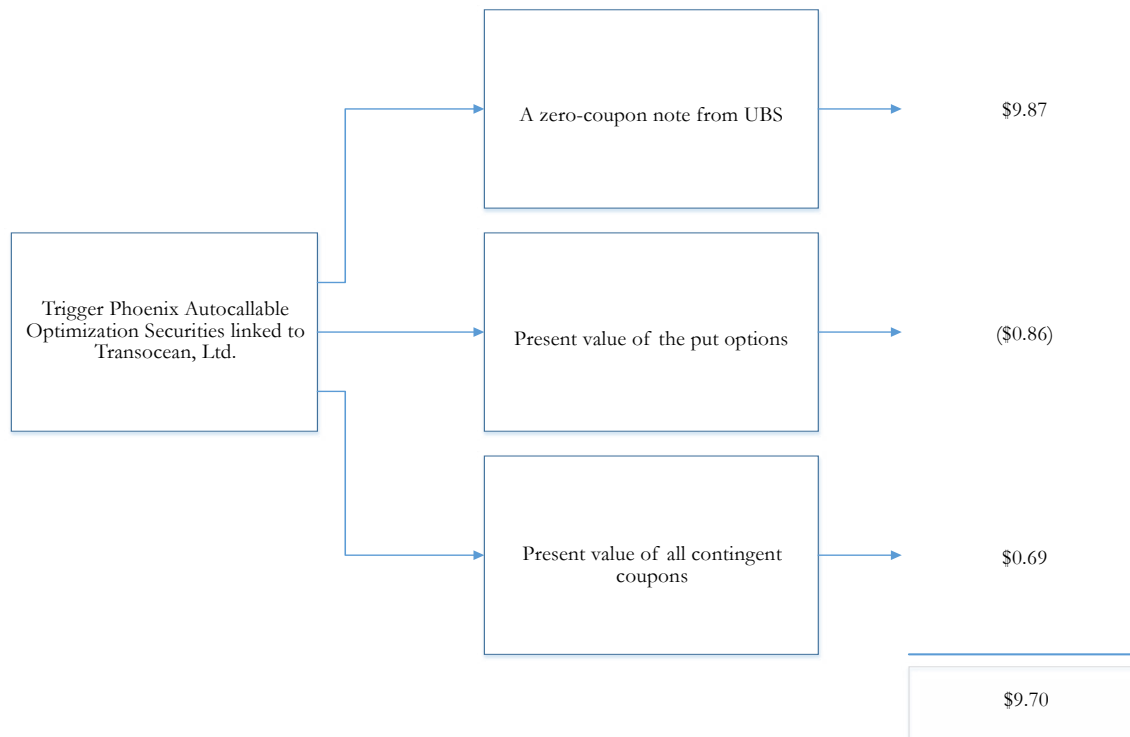 A zero-coupon note from UBS
$9.87
Trigger Phoenix Autocallable
Optimization Securities linked to
Transocean, Ltd.
Present value of the put options
($0.86)
Present value of all contingent
coupons
$0.69
$9.70